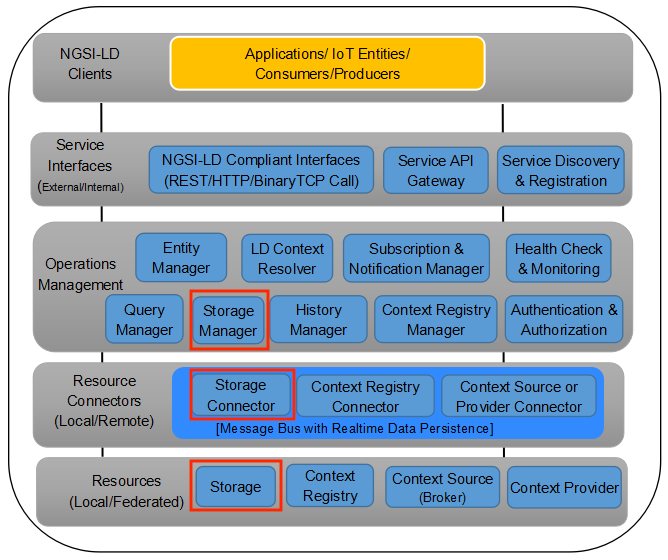 NGSI-LD
Clients
Applications/ IoT Entities/
Consumers/Producers
Service
Interfaces
(External/Internal)
NGSI-LD Compliant Interfaces
(REST/HTTP/BinaryTCP Call)
Service API
Gateway
Service Discovery
& Registration
Operations
Management
Entity
Manager
LD Context
Resolver
Subscription &
Notification Manager
Health Check
& Monitoring
Query
Manager
Storage
Manager
History
Manager
Context Registry
Manager
Authentication &
Authorization
Resource
Connectors
(Local/Remote)
Storage
Connector
Context Registry
Connector
Context Source or
Provider Connector
[Message Bus with Realtime Data Persistence]
Resources
(Local/Federated)
Storage
Context
Registry
Context Source
(Broker)
Context Provider